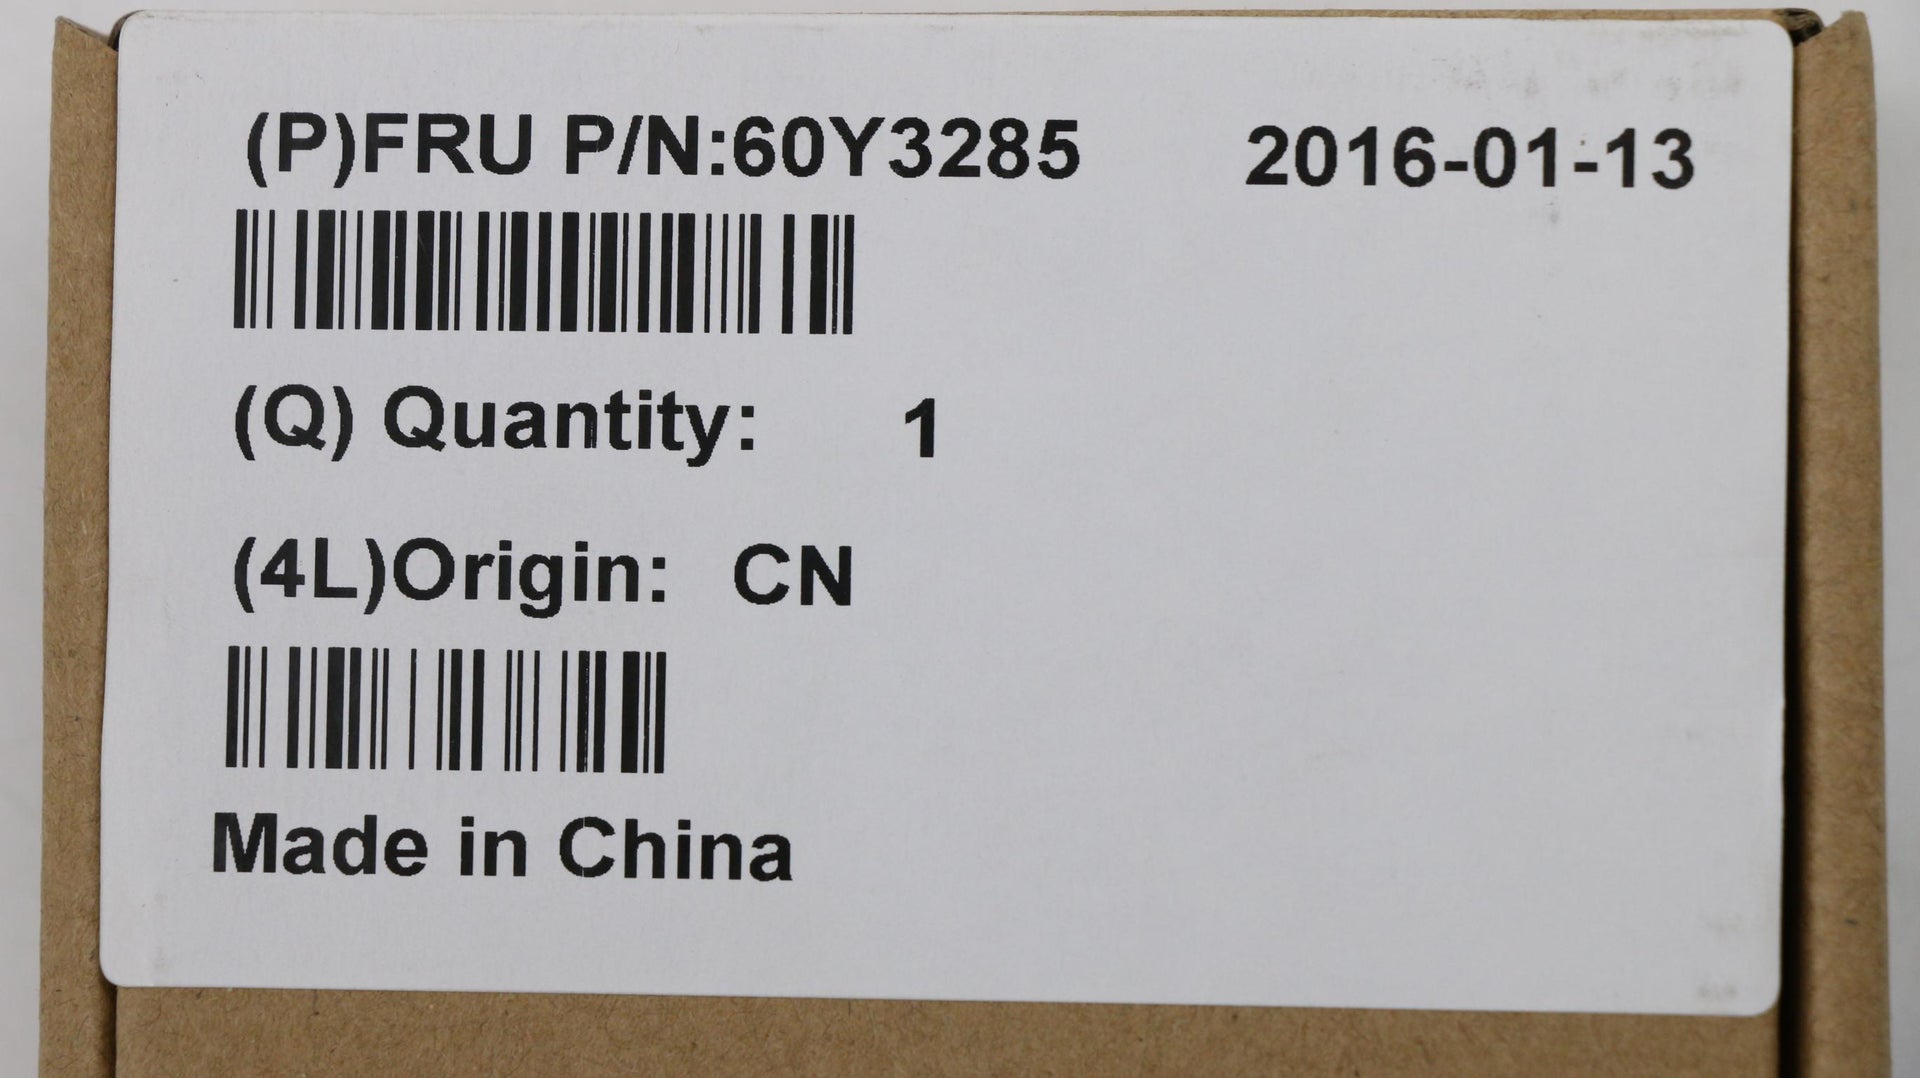 (P)FRU P/N:60Y3285 2016-01-13
(Q) Quantity: 1
(4L)Origin: CN
Made in China